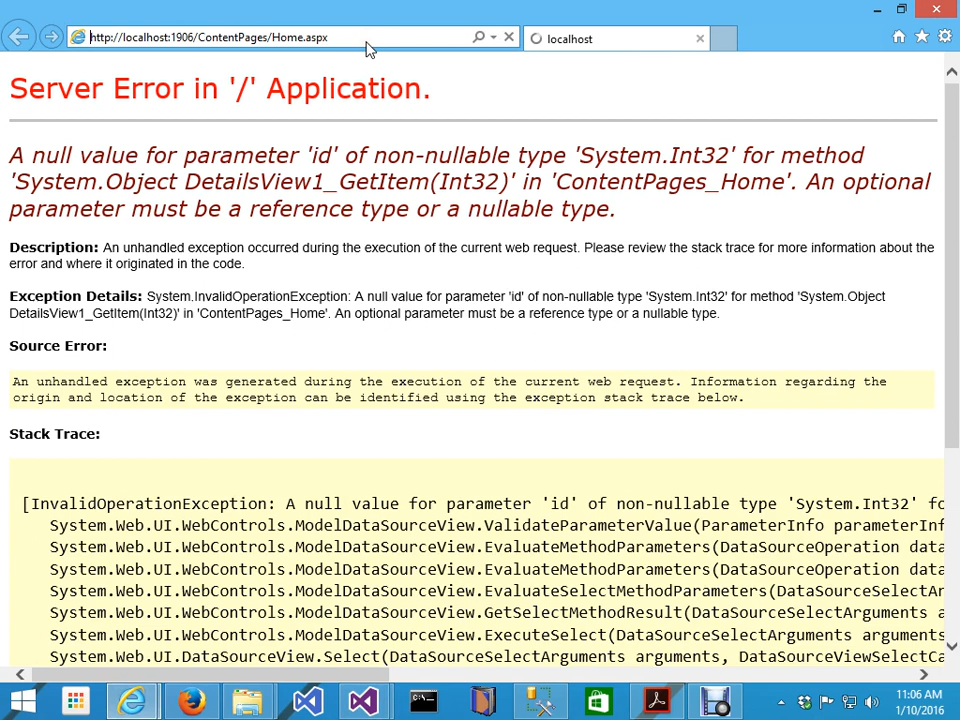 http://localhost:1906/ContentPages/Home.aspx
localhost
Server Error in '/' Application.
A null value for parameter 'id' of non-nullable type 'System.Int32' for method
'System.Object DetailsView1_GetItem(Int32)' in 'ContentPages_Home'. An optional
parameter must be a reference type or a nullable type.
Description: An unhandled exception occurred during the execution of the current web request. Please review the stack trace for more information about the
error and where it originated in the code.
Exception Details: System.InvalidOperationException: A null value for parameter 'id' of non-nullable type 'System.Int32' for method 'System.Object
DetailsView1_GetItem(Int32)' in 'ContentPages_Home'. An optional parameter must be a reference type or a nullable type.
Source Error:
An unhandled exception was generated during the execution of the current web request. Information regarding the
origin and location of the exception can be identified using the exception stack trace below.
Stack Trace:
[InvalidOperationException: A null value for parameter 'id' of non-nullable type 'System.Int32' fo
System.Web.UI.WebControls.ModelDataSourceView.ValidateParameterValue(ParameterInfo parameterInf
System.Web.UI.WebControls.ModelDataSourceView.EvaluateMethodParameters(DataSourceOperation data
System.Web.UI.WebControls.ModelDataSourceView.EvaluateMethodParameters(DataSourceOperation data
System.Web.UI.WebControls.ModelDataSourceView.EvaluateSelectMethodParameters(DataSourceSelectAr
System.Web.UI.WebControls.ModelDataSourceView.GetSelectMethodResult(DataSourceSelectArguments a
System.Web.UI.WebControls.ModelDataSourceView.ExecuteSelect(DataSourceSelectArguments arguments
System.Web.UI.DataSourceView.Select(DataSourceSelectArguments arguments, DataSourceViewSelectCa
11:06 AM
1/10/2016